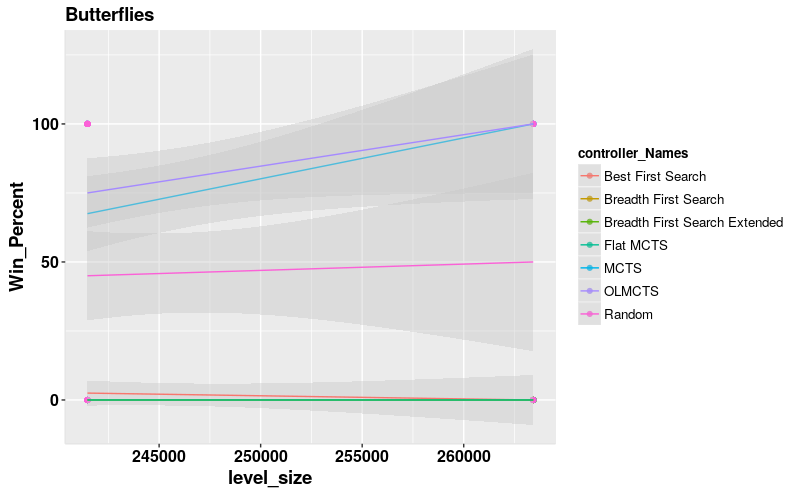 Butterflies
Win_Percent
100
50
0
245000 250000 255000 260000
level_size
controller_Names
Best First Search
Breadth First Search
Breadth First Search Extended
Flat MCTS
MCTS
OLMCTS
Random